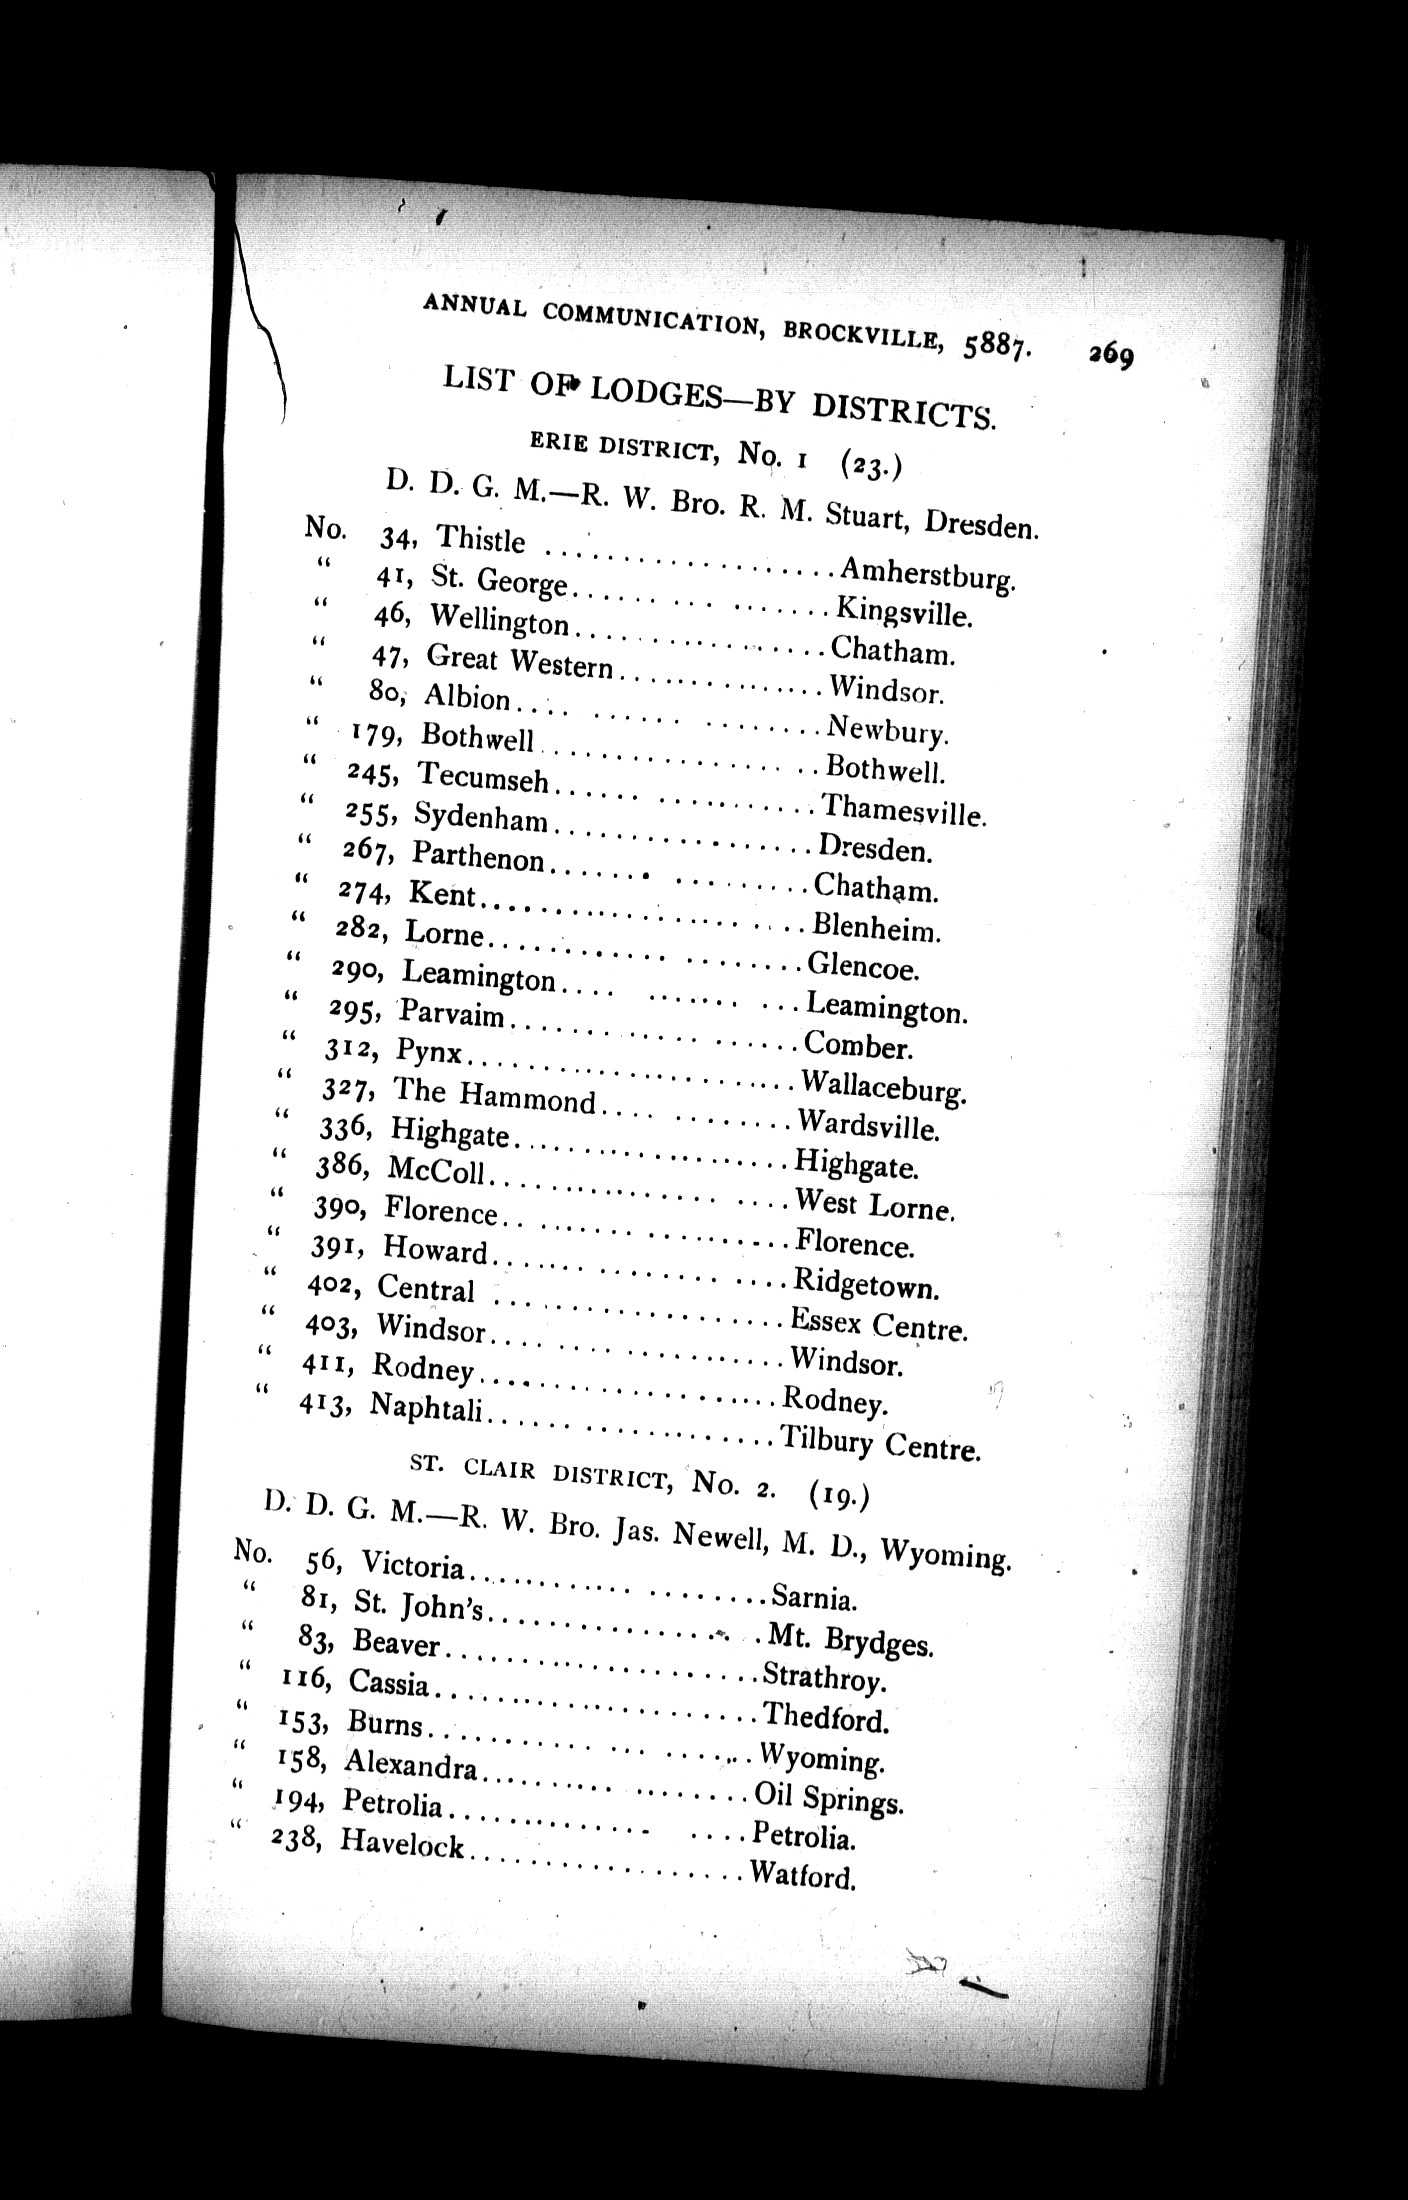 ANNUAL COMMUNICATION, BROCKVILLE, 5887. 269
LIST OF LODGES—BY DISTRICTS.
ERIE DISTRICT, No. 1 (23.)
D. D. G. M.—R. W. Bro. R. M. Stuart, Dresden.
No. 34, Thistle ................ Amherstburg.
" 41, St. George................ Kingsville.
" 46, Wellington................ Chatham.
" 47, Great Western............. Windsor.
" 80, Albion.................... Newbury.
" 179, Bothwell................. Bothwell.
" 245, Tecumseh................. Thamesville.
" 255, Sydenham................. Dresden.
" 267, Parthenon................ Chatham.
" 274, Kent..................... Blenheim.
" 282, Lorne.................... Glencoe.
" 290, Leamington............... Leamington.
" 295, Parvaim.................. Comber.
" 312, Pynx..................... Wallaceburg.
" 327, The Hammond.............. Wardsville.
" 336, Highgate................. Highgate.
" 386, McColl................... West Lorne.
" 390, Florence................. Florence.
" 391, Howard................... Ridgetown.
" 402, Central ................. Essex Centre.
" 403, Windsor.................. Windsor.
" 411, Rodney................... Rodney.
" 413, Naphtali................. Tilbury Centre.
ST. CLAIR DISTRICT, No. 2. (19.)
D. D. G. M.—R. W. Bro. Jas. Newell, M. D., Wyoming.
No. 56, Victoria................ Sarnia.
" 81, St. John's................ Mt. Brydges.
" 83, Beaver.................... Strathroy.
" 116, Cassia................... Thedford.
" 153, Burns.................... Wyoming.
" 158, Alexandra................ Oil Springs.
" 194, Petrolia................. Petrolia.
" 238, Havelock................. Watford.